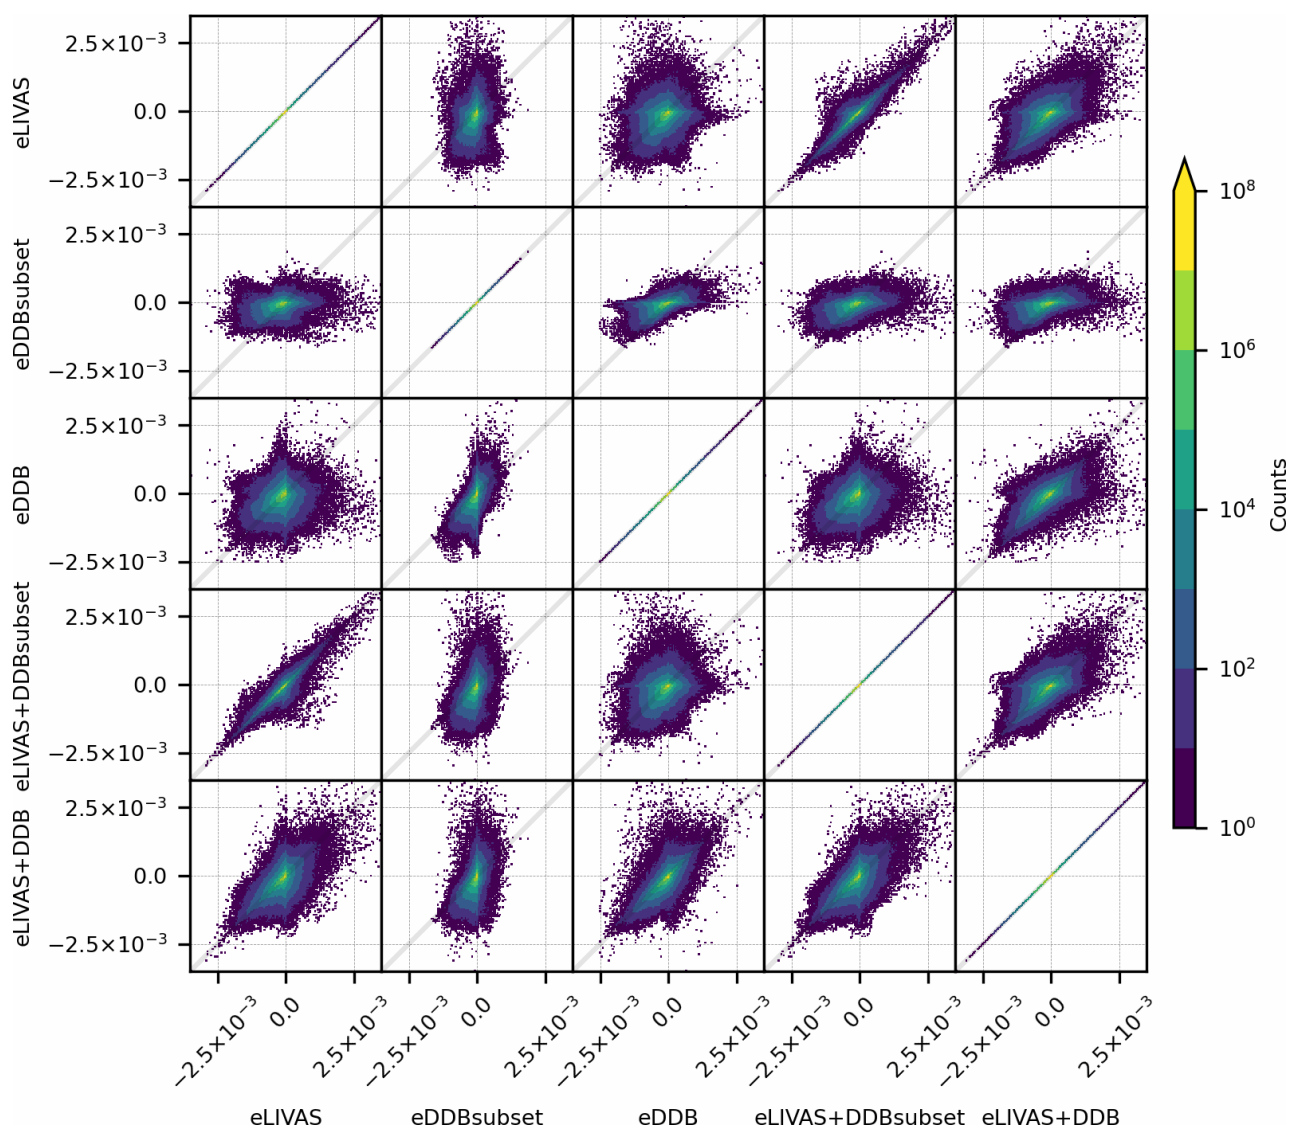 eLIVAS
2.5×10⁻³
0.0
−2.5×10⁻³
eDDBsubset
2.5×10⁻³
0.0
−2.5×10⁻³
eDDB
2.5×10⁻³
0.0
−2.5×10⁻³
eLIVAS+DDBsubset
2.5×10⁻³
0.0
−2.5×10⁻³
eLIVAS+DDB
2.5×10⁻³
0.0
−2.5×10⁻³
−2.5×10⁻³ 0.0 2.5×10⁻³
−2.5×10⁻³ 0.0 2.5×10⁻³
−2.5×10⁻³ 0.0 2.5×10⁻³
−2.5×10⁻³ 0.0 2.5×10⁻³
−2.5×10⁻³ 0.0 2.5×10⁻³
eLIVAS eDDBsubset eDDB eLIVAS+DDBsubset eLIVAS+DDB
10⁸
10⁶
10⁴
10²
10⁰
Counts